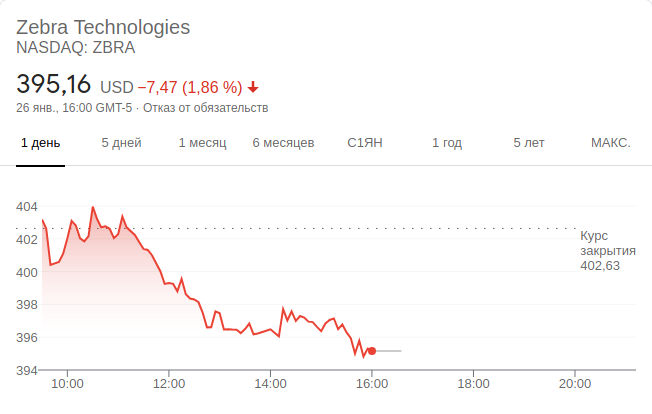 Zebra Technologies
NASDAQ: ZBRA
395,16 USD −7,47 (1,86 %)
26 янв., 16:00 GMT-5 · Отказ от обязательств
1 день 5 дней 1 месяц 6 месяцев С1ЯН 1 год 5 лет МАКС.
404
402
400
398
396
394
Курс
закрытия
402,63
10:00 12:00 14:00 16:00 18:00 20:00